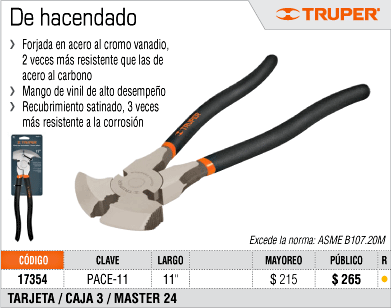 De hacendado
TRUPER®
› Forjada en acero al cromo vanadio,
2 veces más resistente que las de
acero al carbono
› Mango de vinil de alto desempeño
› Recubrimiento satinado, 3 veces
más resistente a la corrosión
TRUPER
Excede la norma: ASME B107.20M
CÓDIGO CLAVE LARGO MAYOREO PÚBLICO R
17354 PACE-11 11" $ 215 $ 265
TARJETA / CAJA 3 / MASTER 24